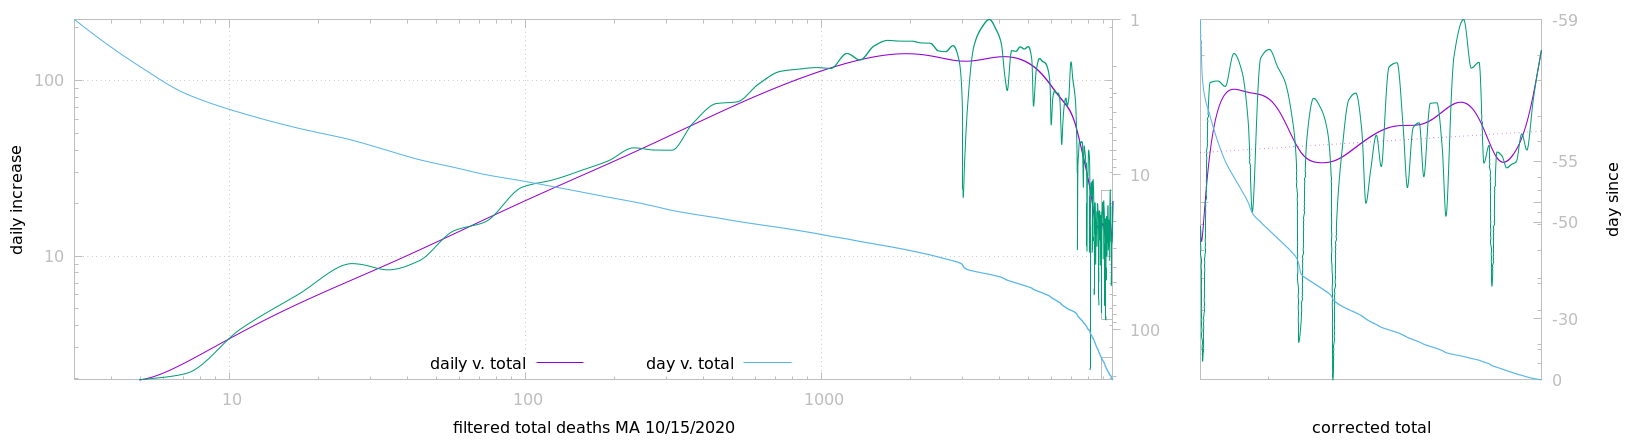 daily increase
100
10
10
100
1000
filtered total deaths MA 10/15/2020
daily v. total
day v. total
1
10
100
corrected total
-59
-55
-50
-30
0
day since